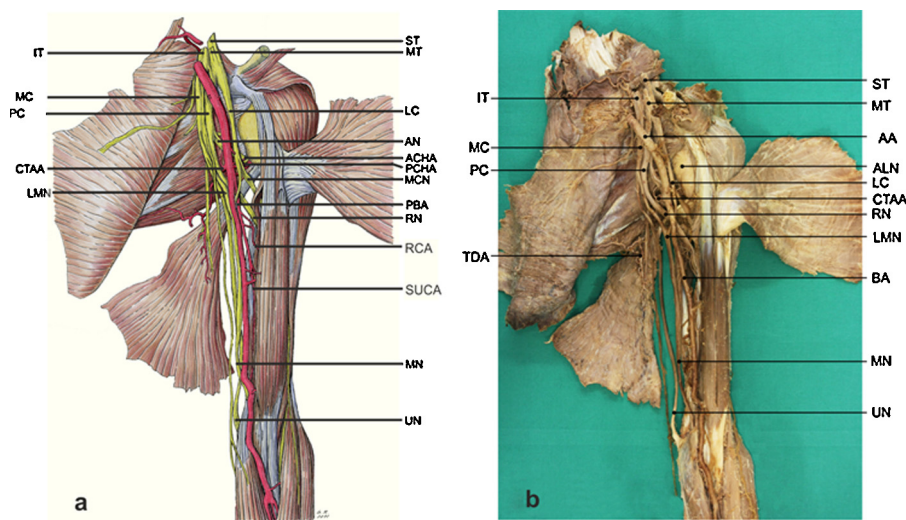 ST
IT
MT
MC
PC
LC
AN
ACHA
PCHA
CTAA
MCN
LMN
PBA
RN
RCA
SUCA
MN
UN
a
ST
IT
MT
AA
MC
ALN
PC
LC
CTAA
RN
LMN
TDA
BA
MN
UN
b